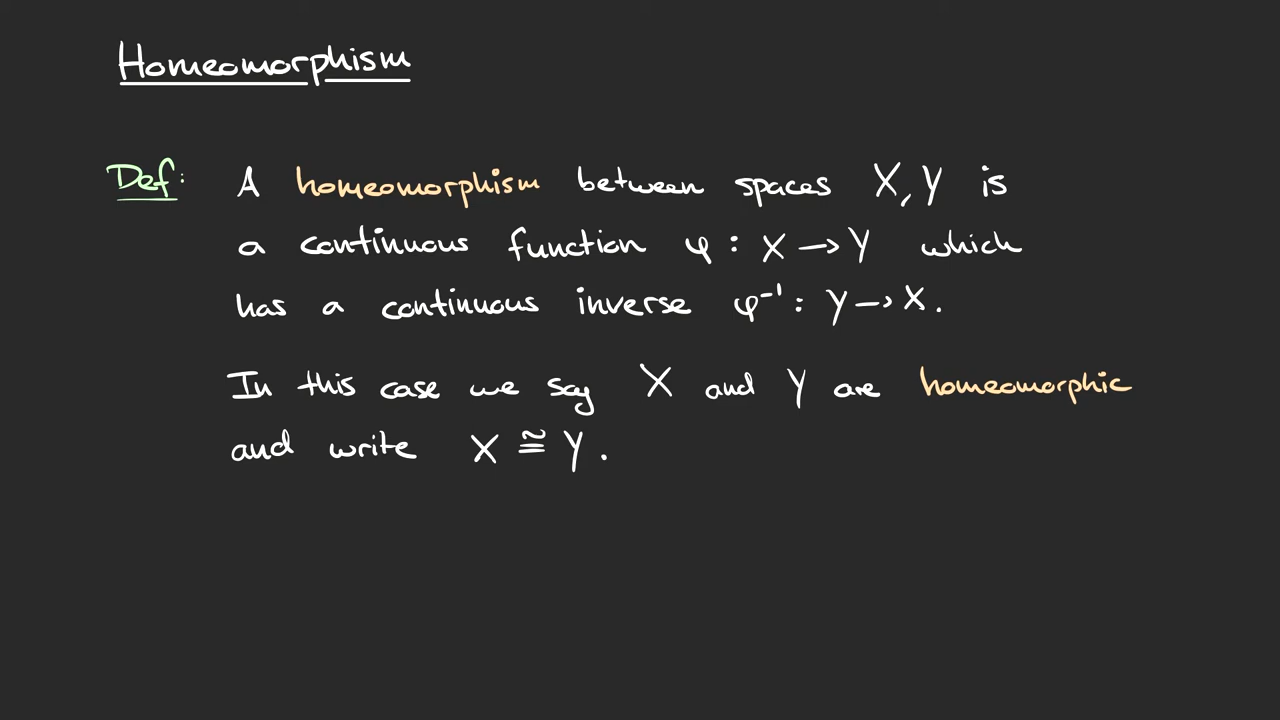 Homeomorphism
Def: A homeomorphism between spaces X, Y is
a continuous function φ : X → Y which
has a continuous inverse φ⁻¹ : Y → X.
In this case we say X and Y are homeomorphic
and write X ≅ Y.